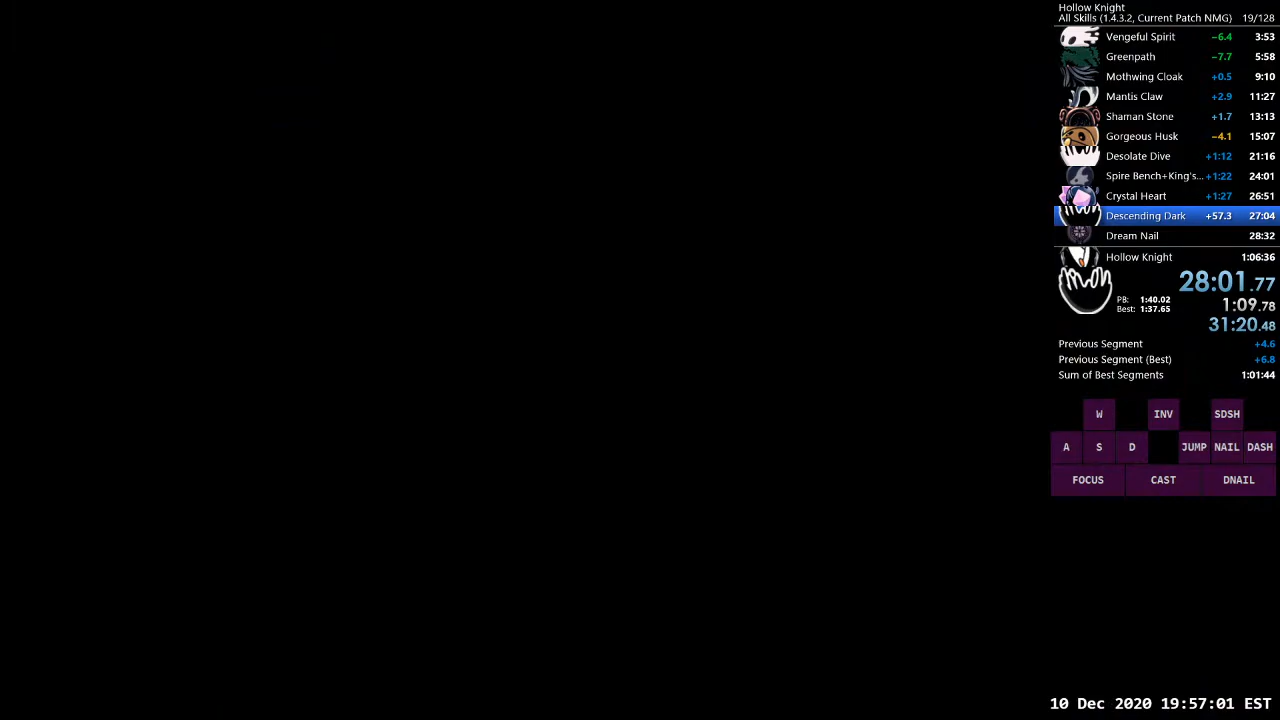 Hollow Knight
All Skills (1.4.3.2, Current Patch NMG) 19/128
Vengeful Spirit −6.4 3:53
Greenpath −7.7 5:58
Mothwing Cloak +0.5 9:10
Mantis Claw +2.9 11:27
Shaman Stone +1.7 13:13
Gorgeous Husk −4.1 15:07
Desolate Dive +1:12 21:16
Spire Bench+King's... +1:22 24:01
Crystal Heart +1:27 26:51
Descending Dark +57.3 27:04
Dream Nail 28:32
Hollow Knight 1:06:36
28:01.77
PB: 1:40.02 1:09.78
Best: 1:37.65
31:20.48
Previous Segment +4.6
Previous Segment (Best) +6.8
Sum of Best Segments 1:01:44
W INV SDSH
A S D JUMP NAIL DASH
FOCUS CAST DNAIL
10 Dec 2020 19:57:01 EST